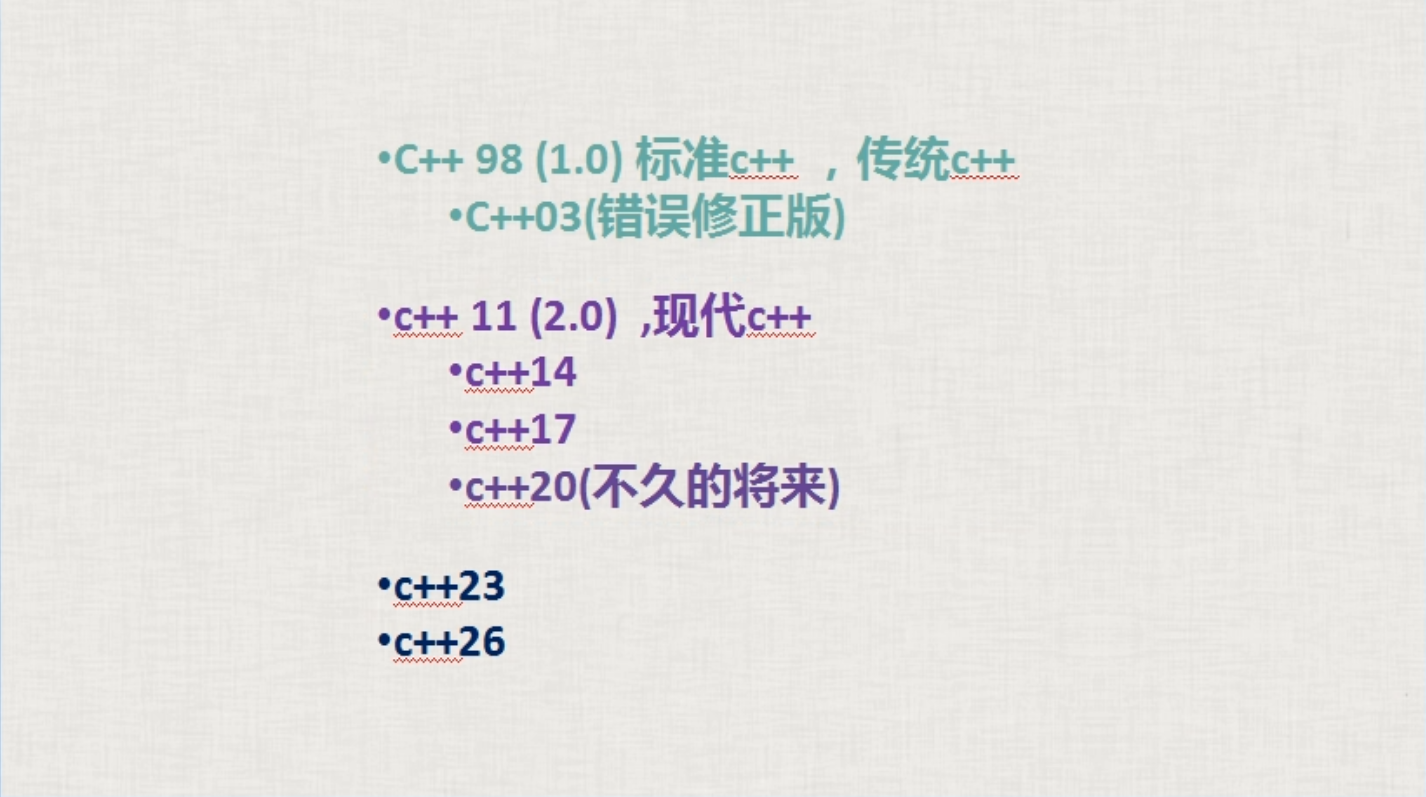 •C++ 98 (1.0) 标准c++ ，传统c++
•C++03(错误修正版)
•c++ 11 (2.0) ,现代c++
•c++14
•c++17
•c++20(不久的将来)
•c++23
•c++26